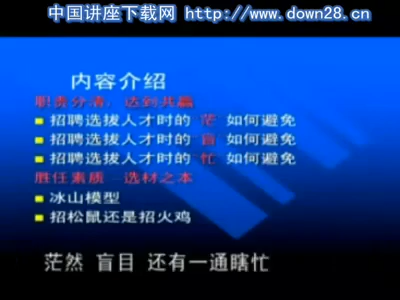 中国讲座下载网 http://www.down28.cn
内容介绍
职责分清，达到共赢
招聘选拔人才时的 茫 如何避免
招聘选拔人才时的 盲 如何避免
招聘选拔人才时的 忙 如何避免
胜任素质—选材之本
冰山模型
招松鼠还是招火鸡
茫然 盲目 还有一通瞎忙